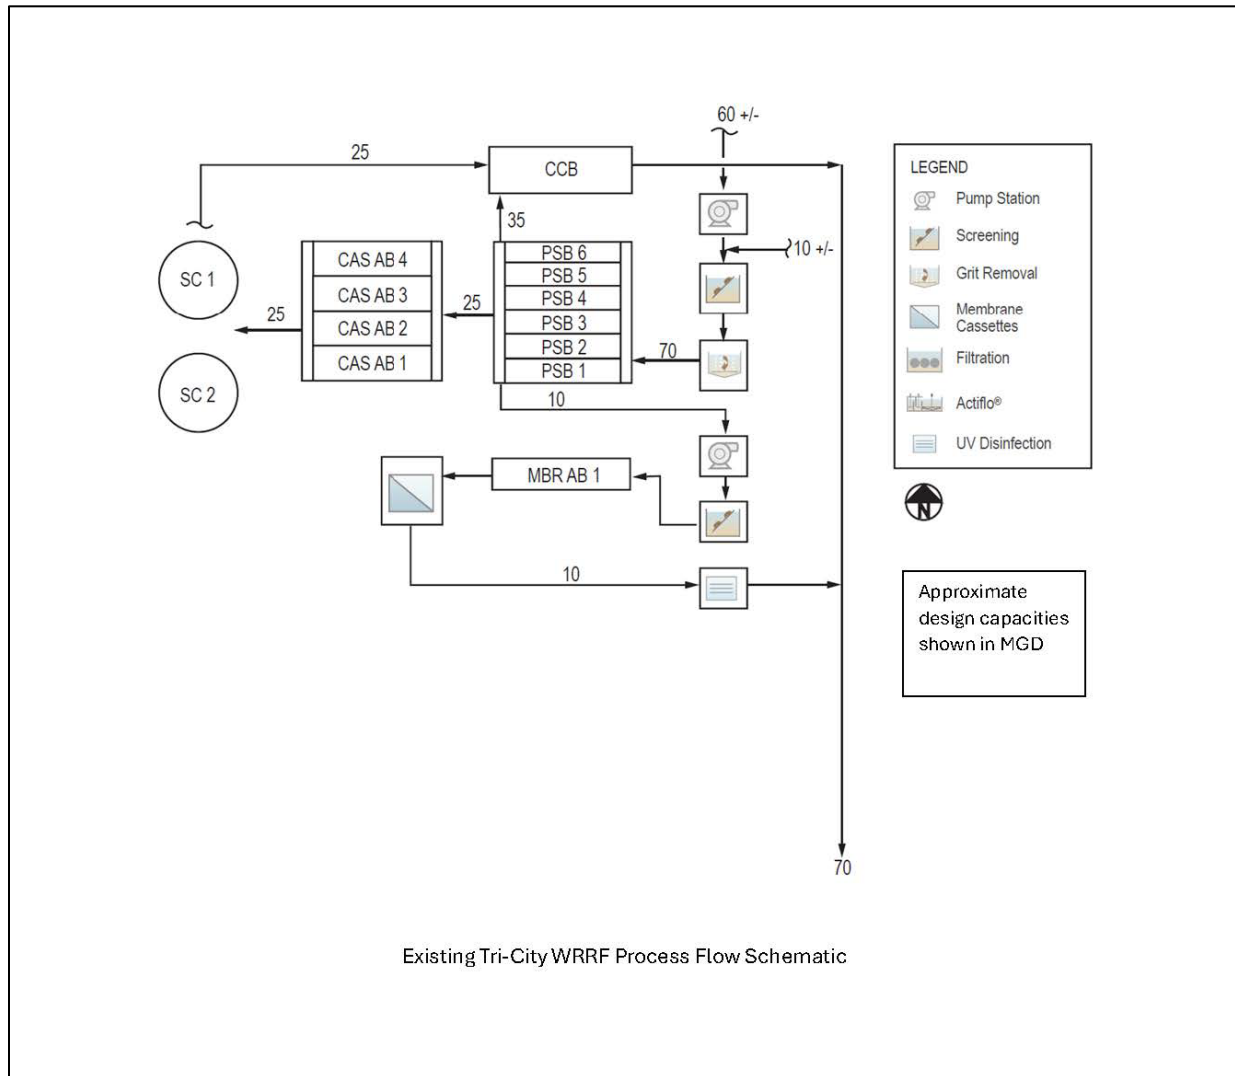 60 +/-
25
CCB
35
10 +/-
SC 1
SC 2
25
CAS AB 4
CAS AB 3
CAS AB 2
CAS AB 1
25
PSB 6
PSB 5
PSB 4
PSB 3
PSB 2
PSB 1
70
10
MBR AB 1
10
70
LEGEND
Pump Station
Screening
Grit Removal
Membrane
Cassettes
Filtration
Actiflo®
UV Disinfection
N
Approximate
design capacities
shown in MGD
Existing Tri-City WRRF Process Flow Schematic